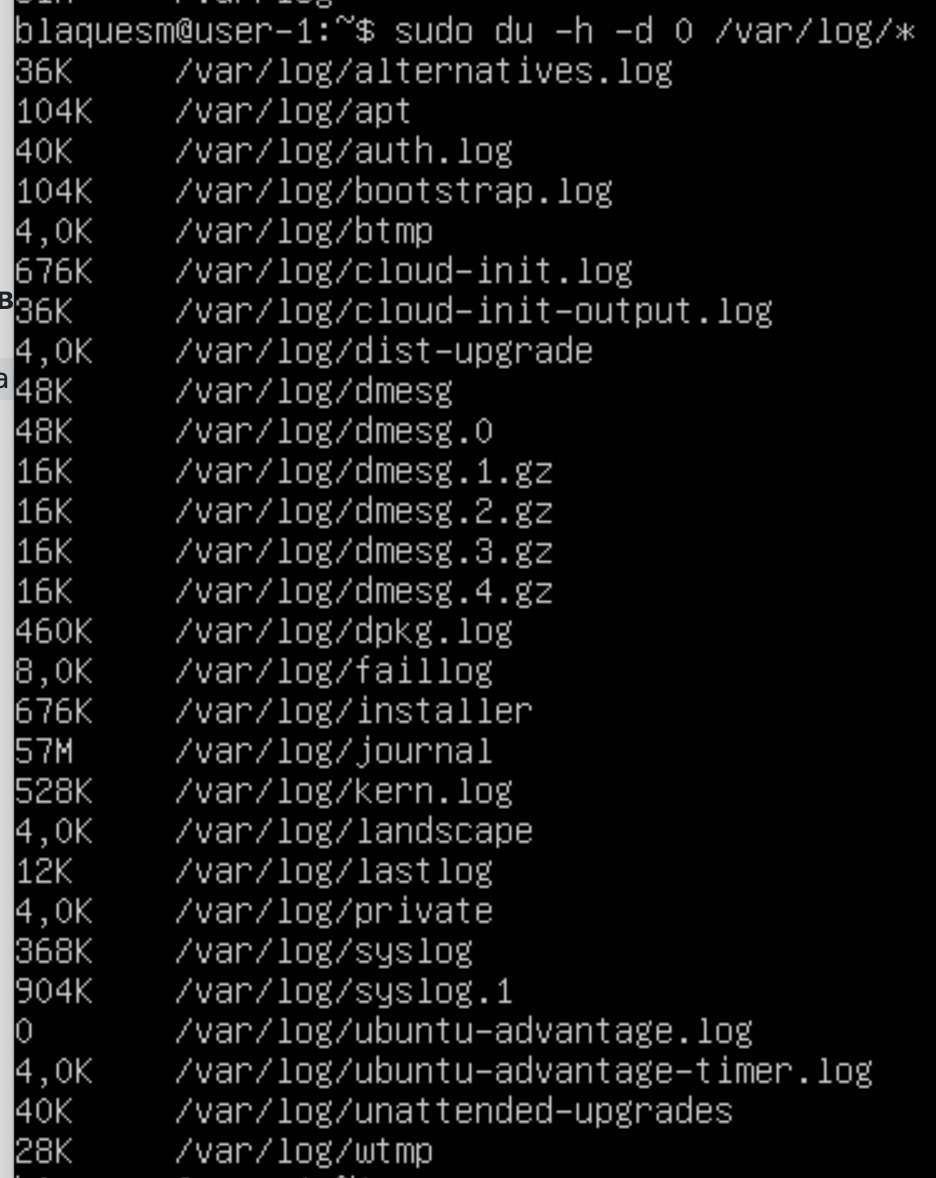 blaquesm@user-1:~$ sudo du -h -d 0 /var/log/*
36K /var/log/alternatives.log
104K /var/log/apt
40K /var/log/auth.log
104K /var/log/bootstrap.log
4,0K /var/log/btmp
676K /var/log/cloud-init.log
36K /var/log/cloud-init-output.log
4,0K /var/log/dist-upgrade
48K /var/log/dmesg
48K /var/log/dmesg.0
16K /var/log/dmesg.1.gz
16K /var/log/dmesg.2.gz
16K /var/log/dmesg.3.gz
16K /var/log/dmesg.4.gz
460K /var/log/dpkg.log
8,0K /var/log/faillog
676K /var/log/installer
57M /var/log/journal
528K /var/log/kern.log
4,0K /var/log/landscape
12K /var/log/lastlog
4,0K /var/log/private
368K /var/log/syslog
904K /var/log/syslog.1
0 /var/log/ubuntu-advantage.log
4,0K /var/log/ubuntu-advantage-timer.log
40K /var/log/unattended-upgrades
28K /var/log/wtmp